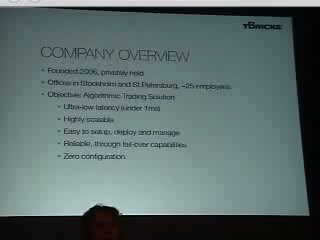 TBRICKS
COMPANY OVERVIEW
• Founded 2006, privately held
• Offices in Stockholm and St.Petersburg, ~25 employees.
• Objective: Algorithmic Trading Solution
• Ultra-low latency (under 1ms)
• Highly scalable
• Easy to setup, deploy and manage
• Reliable, through fail-over capabilities
• Zero configuration